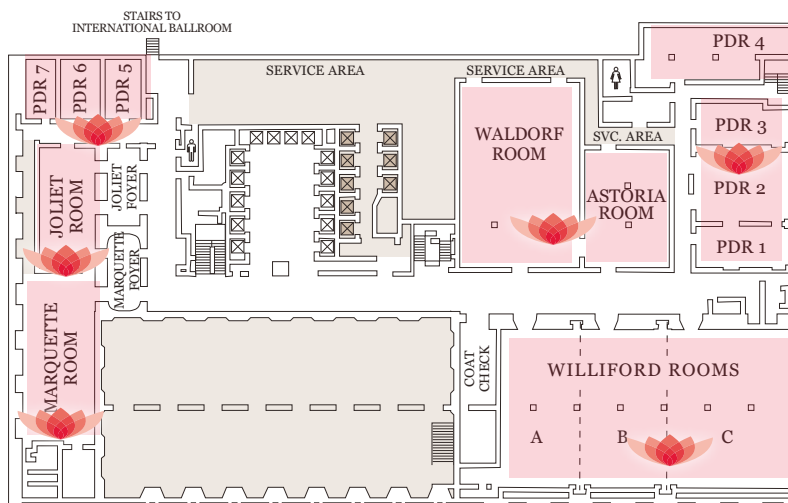 STAIRS TO
INTERNATIONAL BALLROOM
PDR 7
PDR 6
PDR 5
SERVICE AREA
SERVICE AREA
PDR 4
WALDORF
ROOM
SVC. AREA
PDR 3
ASTORIA
ROOM
PDR 2
PDR 1
JOLIET
ROOM
JOLIET
FOYER
MARQUETTE
FOYER
MARQUETTE
ROOM
COAT
CHECK
WILLIFORD ROOMS
A
B
C